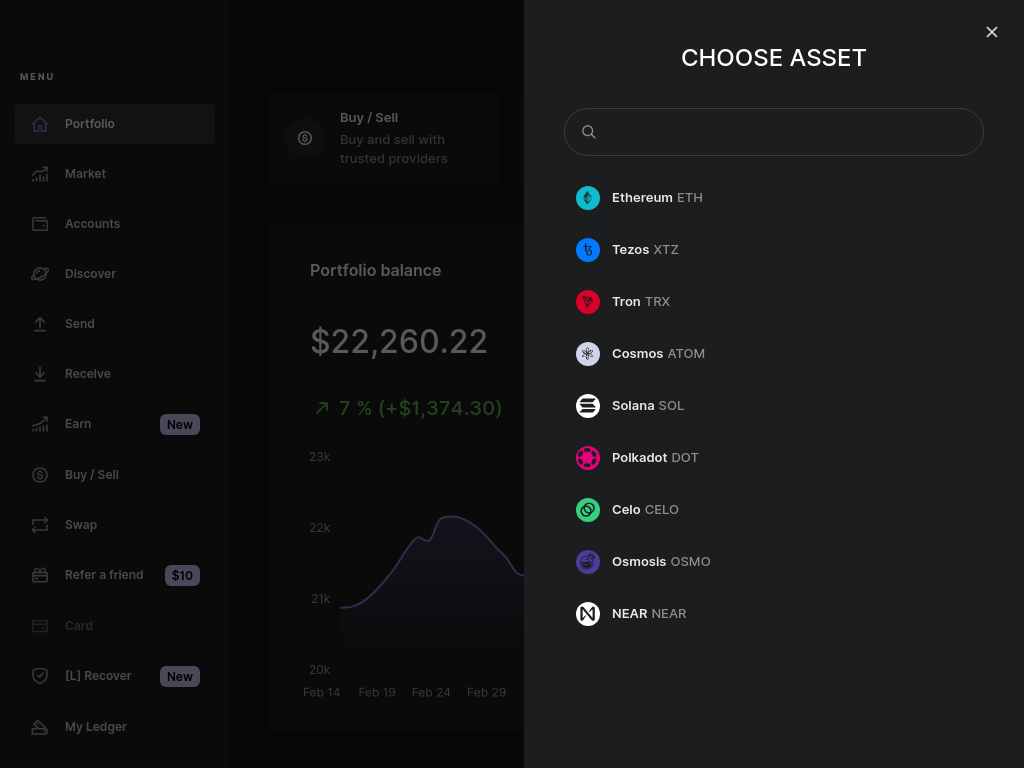 MENU
Portfolio
Market
Accounts
Discover
Send
Receive
Earn New
Buy / Sell
Swap
Refer a friend $10
Card
[L] Recover New
My Ledger
Buy / Sell
Buy and sell with
trusted providers
Portfolio balance
$22,260.22
7 % (+$1,374.30)
23k
22k
21k
20k
Feb 14 Feb 19 Feb 24 Feb 29
CHOOSE ASSET
Ethereum ETH
Tezos XTZ
Tron TRX
Cosmos ATOM
Solana SOL
Polkadot DOT
Celo CELO
Osmosis OSMO
NEAR NEAR